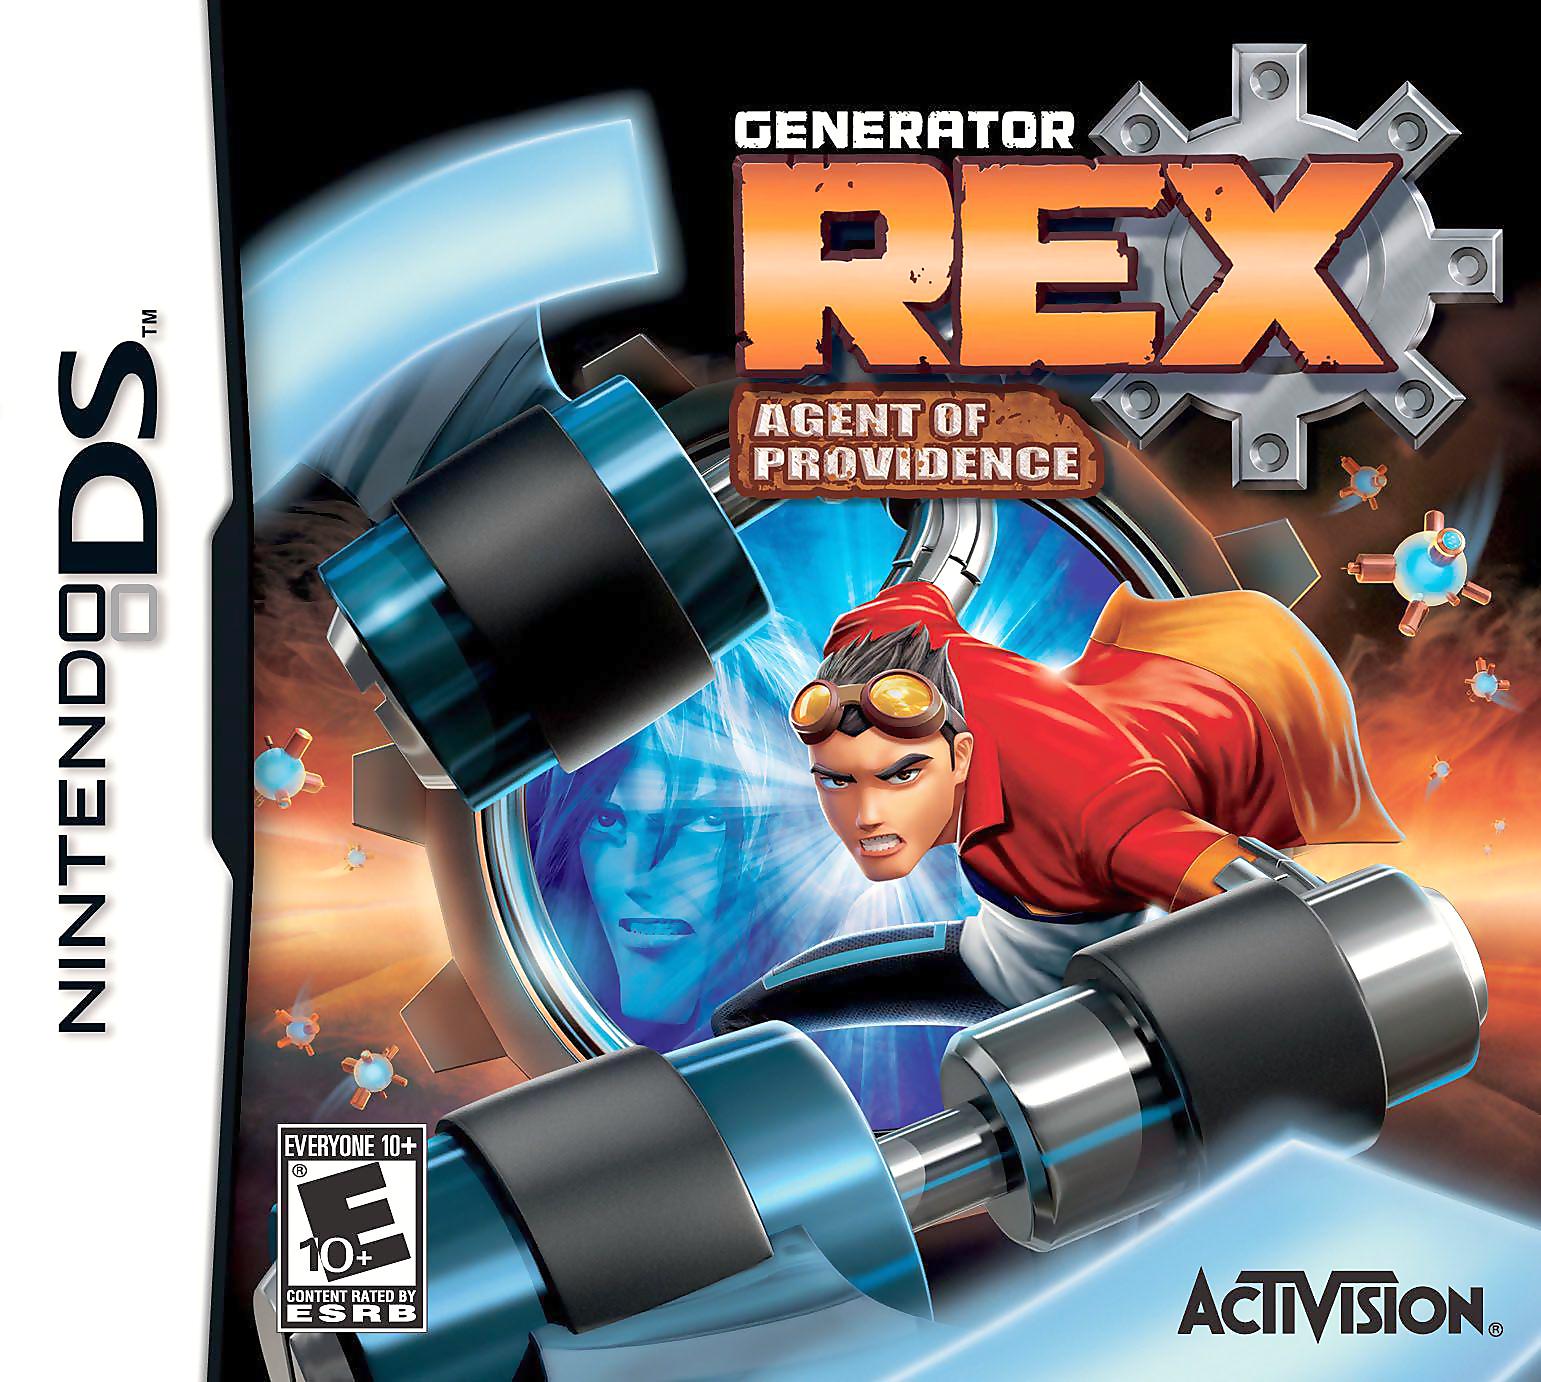 NINTENDO DS™
GENERATOR
REX
AGENT OF
PROVIDENCE
EVERYONE 10+
®
E
10+
CONTENT RATED BY
ESRB
ACTIVISION®